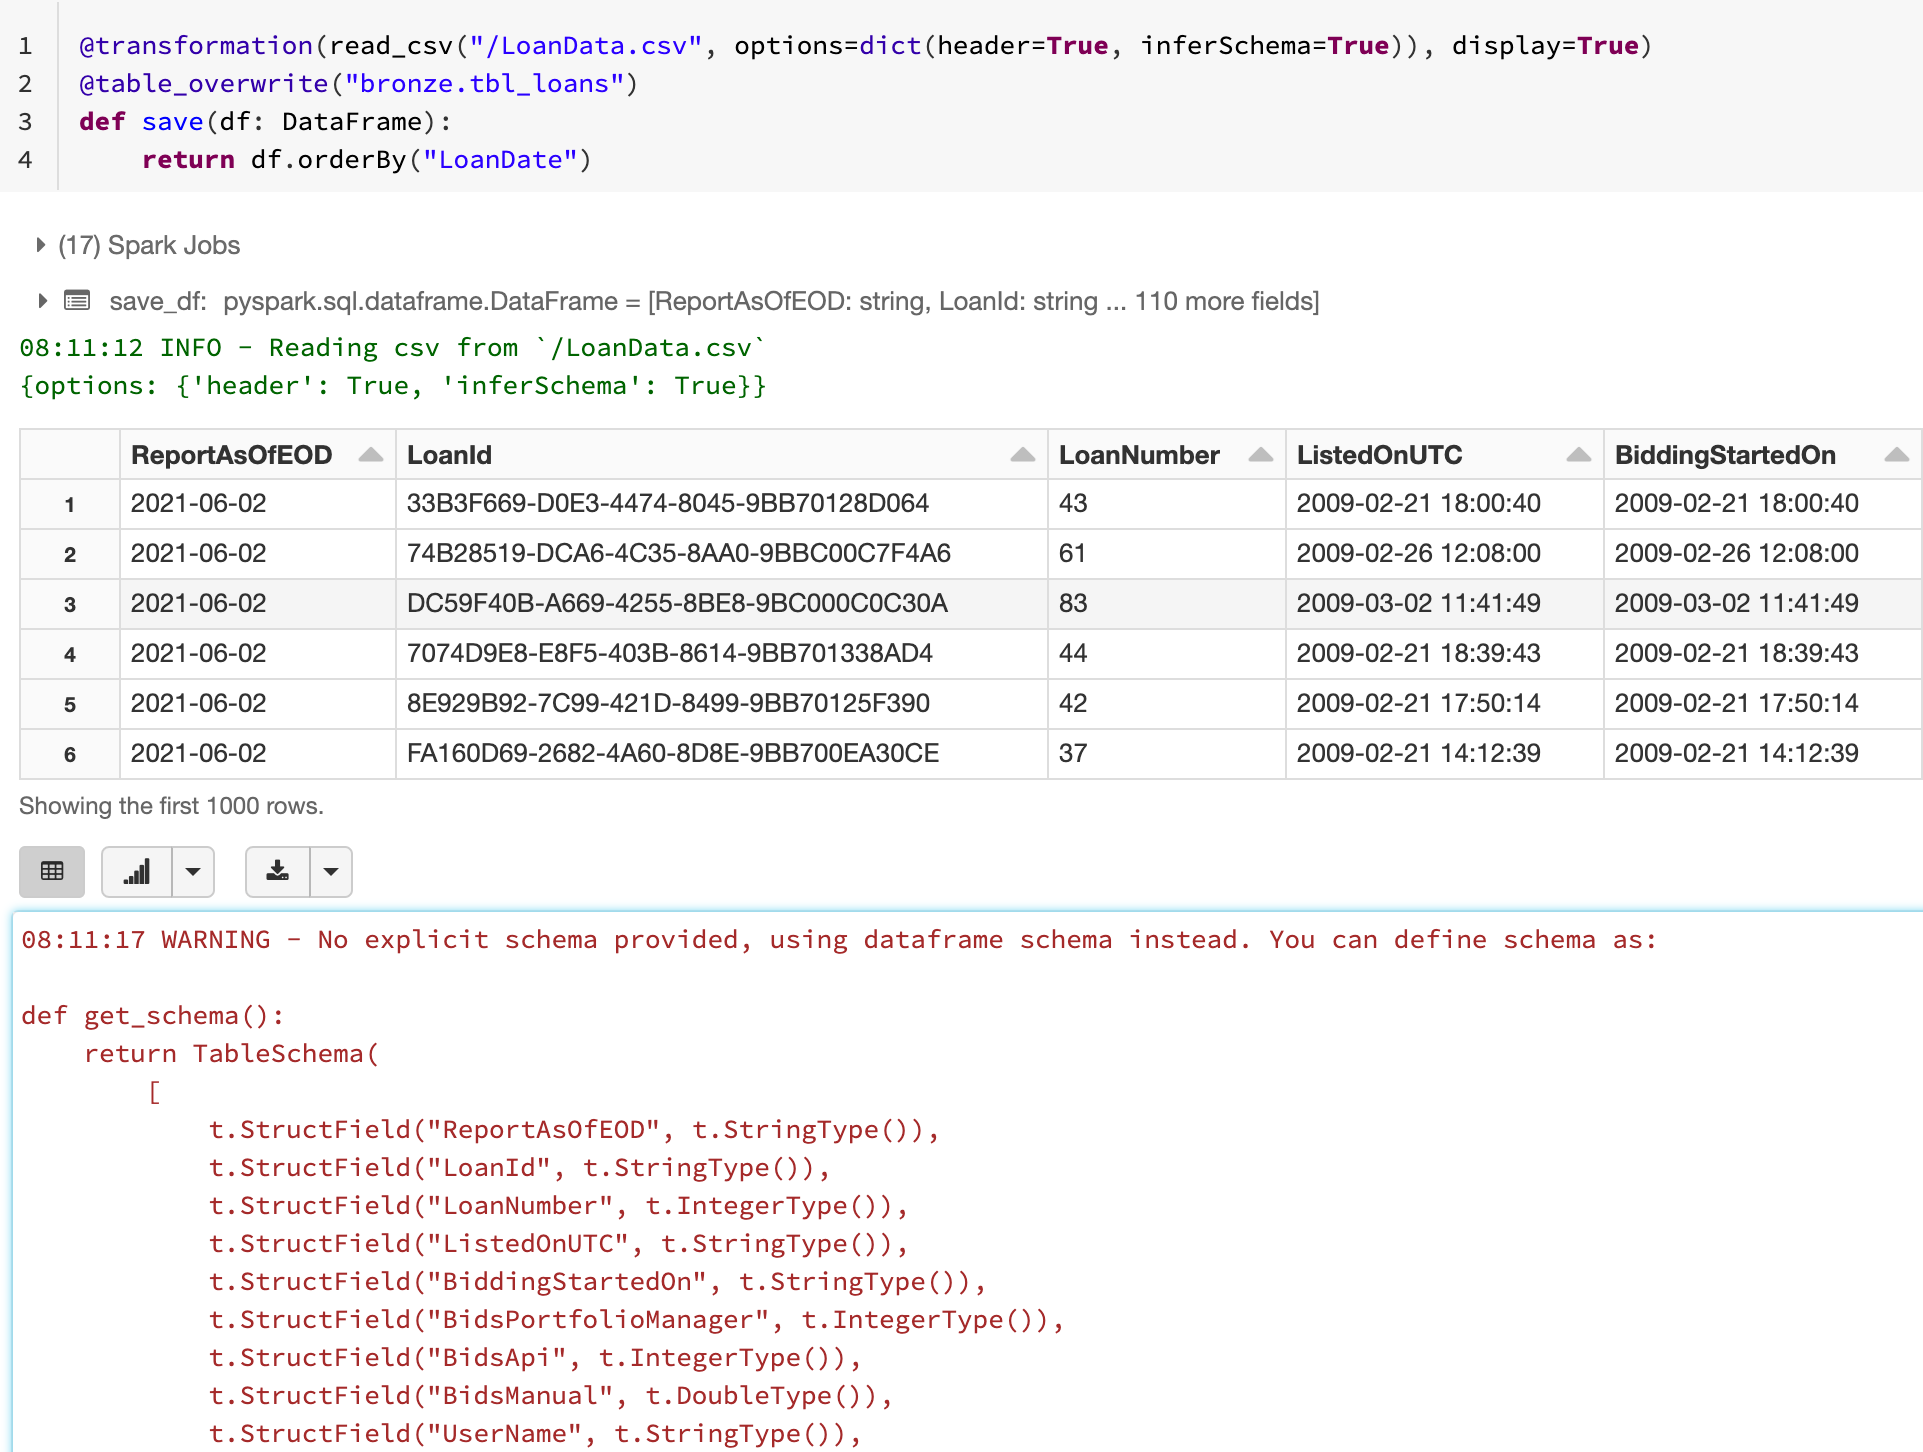 1 @transformation(read_csv("/LoanData.csv", options=dict(header=True, inferSchema=True)), display=True)
2 @table_overwrite("bronze.tbl_loans")
3 def save(df: DataFrame):
4     return df.orderBy("LoanDate")
(17) Spark Jobs
save_df: pyspark.sql.dataframe.DataFrame = [ReportAsOfEOD: string, LoanId: string ... 110 more fields]
08:11:12 INFO - Reading csv from `/LoanData.csv`
{options: {'header': True, 'inferSchema': True}}
ReportAsOfEOD LoanId LoanNumber ListedOnUTC BiddingStartedOn
1 2021-06-02 33B3F669-D0E3-4474-8045-9BB70128D064 43 2009-02-21 18:00:40 2009-02-21 18:00:40
2 2021-06-02 74B28519-DCA6-4C35-8AA0-9BBC00C7F4A6 61 2009-02-26 12:08:00 2009-02-26 12:08:00
3 2021-06-02 DC59F40B-A669-4255-8BE8-9BC000C0C30A 83 2009-03-02 11:41:49 2009-03-02 11:41:49
4 2021-06-02 7074D9E8-E8F5-403B-8614-9BB701338AD4 44 2009-02-21 18:39:43 2009-02-21 18:39:43
5 2021-06-02 8E929B92-7C99-421D-8499-9BB70125F390 42 2009-02-21 17:50:14 2009-02-21 17:50:14
6 2021-06-02 FA160D69-2682-4A60-8D8E-9BB700EA30CE 37 2009-02-21 14:12:39 2009-02-21 14:12:39
Showing the first 1000 rows.
08:11:17 WARNING - No explicit schema provided, using dataframe schema instead. You can define schema as:
def get_schema():
    return TableSchema(
        [
            t.StructField("ReportAsOfEOD", t.StringType()),
            t.StructField("LoanId", t.StringType()),
            t.StructField("LoanNumber", t.IntegerType()),
            t.StructField("ListedOnUTC", t.StringType()),
            t.StructField("BiddingStartedOn", t.StringType()),
            t.StructField("BidsPortfolioManager", t.IntegerType()),
            t.StructField("BidsApi", t.IntegerType()),
            t.StructField("BidsManual", t.DoubleType()),
            t.StructField("UserName", t.StringType()),